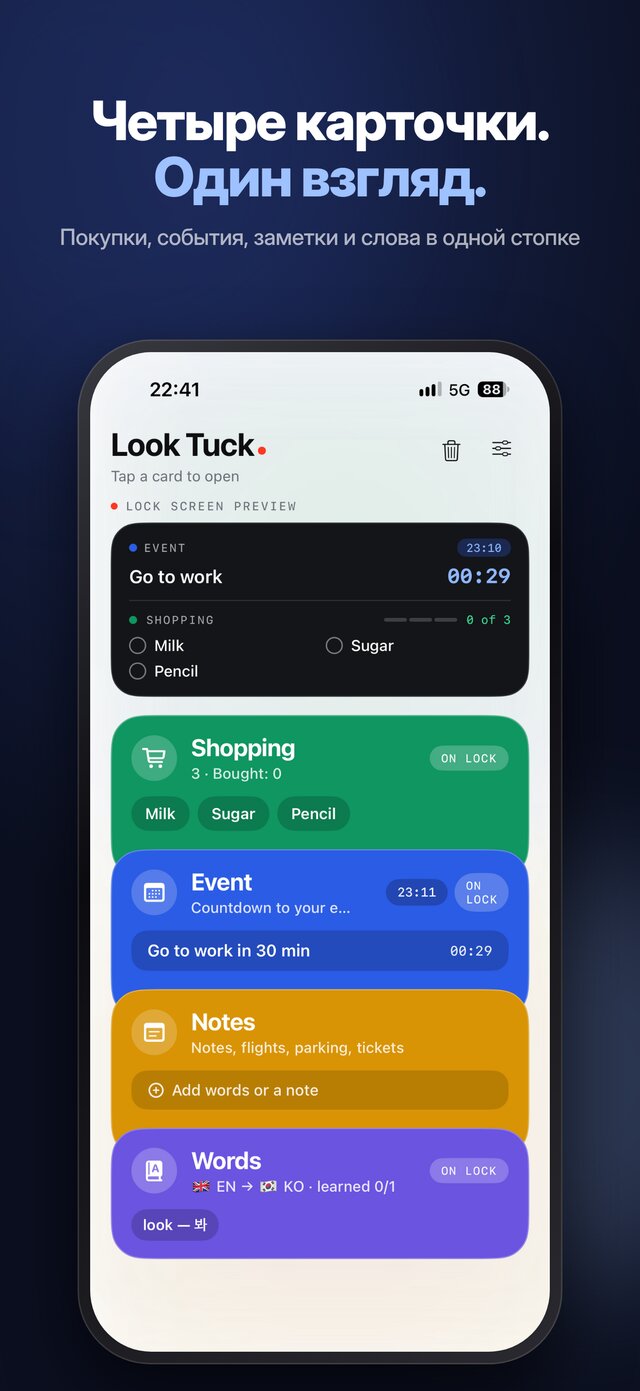 Четыре карточки.
Один взгляд.
Покупки, события, заметки и слова в одной стопке
22:41
5G 88
Look Tuck
Tap a card to open
LOCK SCREEN PREVIEW
EVENT 23:10
Go to work 00:29
SHOPPING 0 of 3
Milk Sugar
Pencil
Shopping
ON LOCK
3 · Bought: 0
Milk Sugar Pencil
Event
23:11 ON LOCK
Countdown to your e...
Go to work in 30 min 00:29
Notes
Notes, flights, parking, tickets
Add words or a note
Words
ON LOCK
EN → KO · learned 0/1
look — 봐